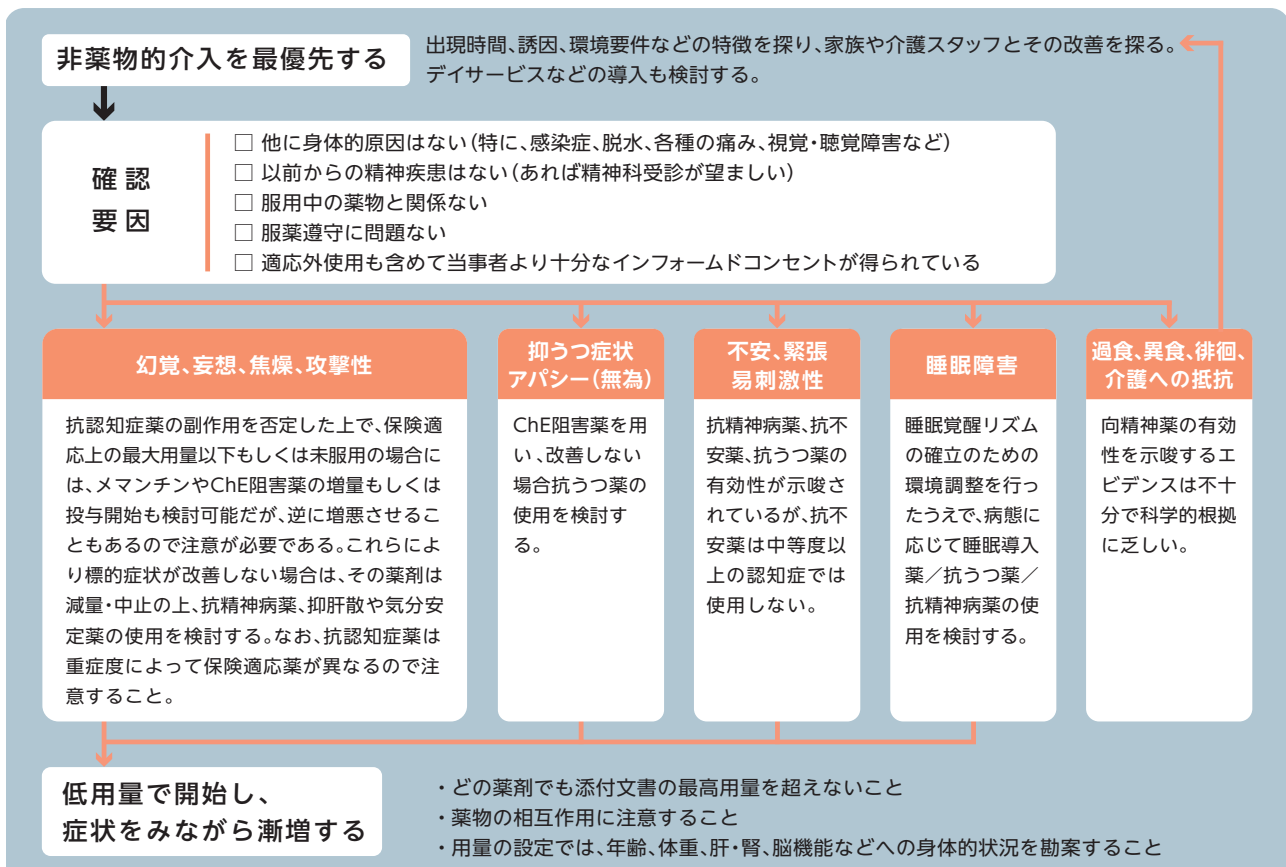 非薬物的介入を最優先する
出現時間、誘因、環境要件などの特徴を探り、家族や介護スタッフとその改善を探る。
デイサービスなどの導入も検討する。
確認
要因
□ 他に身体的原因はない(特に、感染症、脱水、各種の痛み、視覚・聴覚障害など)
□ 以前からの精神疾患はない(あれば精神科受診が望ましい)
□ 服用中の薬物と関係ない
□ 服薬遵守に問題ない
□ 適応外使用も含めて当事者より十分なインフォームドコンセントが得られている
幻覚、妄想、焦燥、攻撃性
抗認知症薬の副作用を否定した上で、保険適
応上の最大用量以下もしくは未服用の場合に
は、メマンチンやChE阻害薬の増量もしくは
投与開始も検討可能だが、逆に増悪させるこ
ともあるので注意が必要である。これらによ
り標的症状が改善しない場合は、その薬剤は
減量・中止の上、抗精神病薬、抑肝散や気分安
定薬の使用を検討する。なお、抗認知症薬は
重症度によって保険適応薬が異なるので注
意すること。
抑うつ症状
アパシー(無為)
ChE阻害薬を用
い、改善しない
場合抗うつ薬の
使用を検討す
る。
不安、緊張
易刺激性
抗精神病薬、抗不
安薬、抗うつ薬の
有効性が示唆さ
れているが、抗不
安薬は中等度以
上の認知症では
使用しない。
睡眠障害
睡眠覚醒リズム
の確立のための
環境調整を行っ
たうえで、病態に
応じて睡眠導入
薬/抗うつ薬/
抗精神病薬の使
用を検討する。
過食、異食、徘徊、
介護への抵抗
向精神薬の有効
性を示唆するエ
ビデンスは不十
分で科学的根拠
に乏しい。
低用量で開始し、
症状をみながら漸増する
・どの薬剤でも添付文書の最高用量を超えないこと
・薬物の相互作用に注意すること
・用量の設定では、年齢、体重、肝・腎、脳機能などへの身体的状況を勘案すること